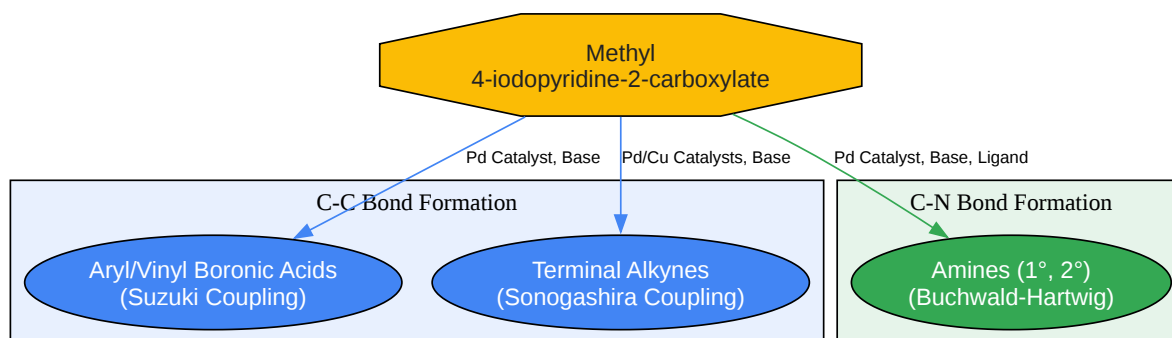 Methyl
4-iodopyridine-2-carboxylate
Pd Catalyst, Base
Pd/Cu Catalysts, Base
Pd Catalyst, Base, Ligand
C-C Bond Formation
C-N Bond Formation
Aryl/Vinyl Boronic Acids
(Suzuki Coupling)
Terminal Alkynes
(Sonogashira Coupling)
Amines (1°, 2°)
(Buchwald-Hartwig)